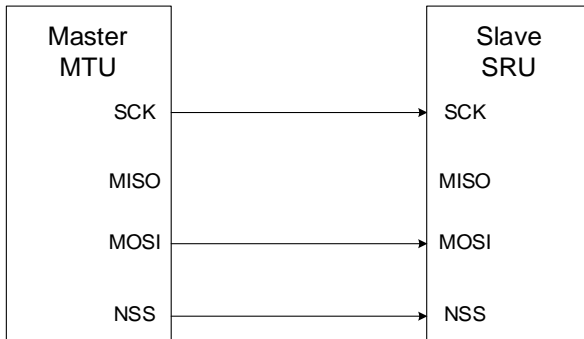 Master
MTU
SCK
MISO
MOSI
NSS
Slave
SRU
SCK
MISO
MOSI
NSS